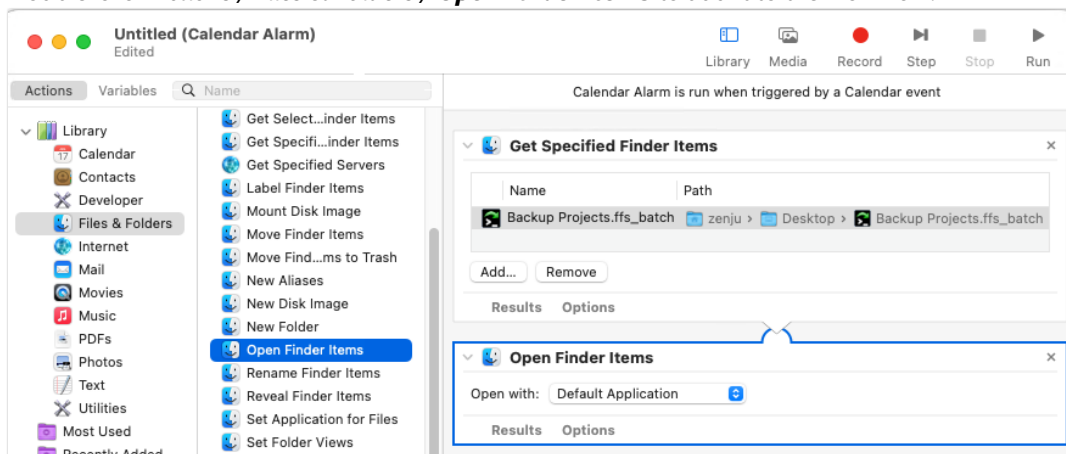 Untitled (Calendar Alarm)
Edited
Library Media Record Step Stop Run
Actions Variables Name
Calendar Alarm is run when triggered by a Calendar event
Library
Calendar
Contacts
Developer
Files & Folders
Internet
Mail
Movies
Music
PDFs
Photos
Text
Utilities
Most Used
Recently Added
Get Select...inder Items
Get Specifi...inder Items
Get Specified Servers
Label Finder Items
Mount Disk Image
Move Finder Items
Move Find...ms to Trash
New Aliases
New Disk Image
New Folder
Open Finder Items
Rename Finder Items
Reveal Finder Items
Set Application for Files
Set Folder Views
Get Specified Finder Items
Name Path
Backup Projects.ffs_batch zenju › Desktop › Backup Projects.ffs_batch
Add... Remove
Results Options
Open Finder Items
Open with: Default Application
Results Options